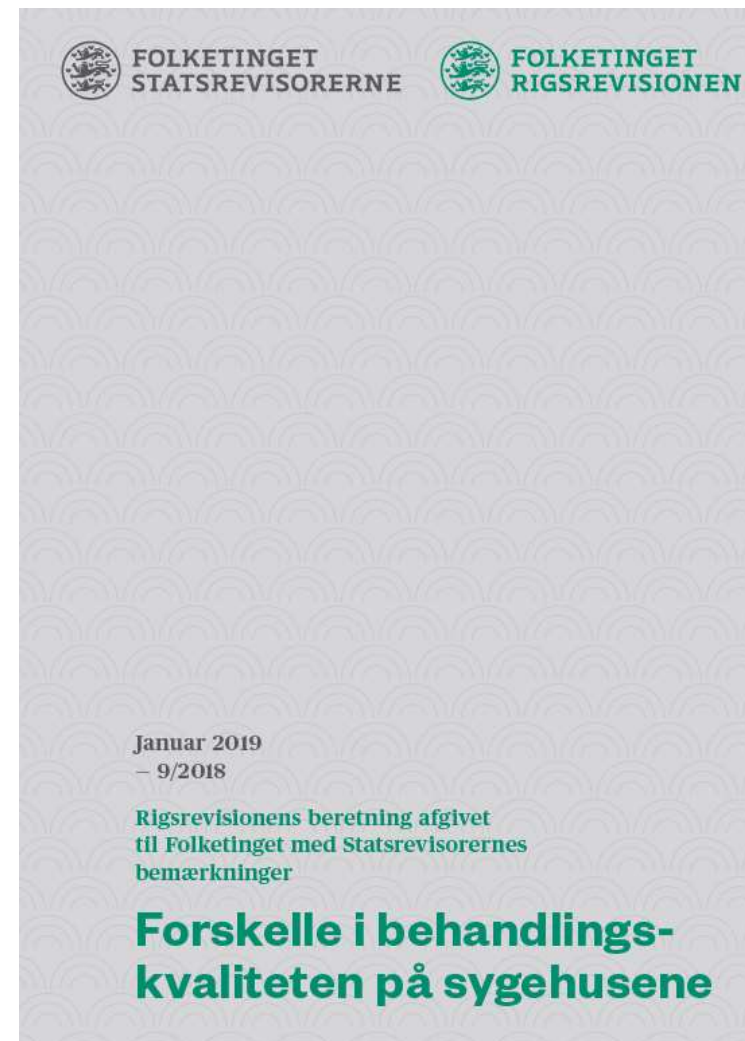 FOLKETINGET
STATSREVISORERNE
FOLKETINGET
RIGSREVISIONEN
Januar 2019
– 9/2018
Rigsrevisionens beretning afgivet
til Folketinget med Statsrevisorernes
bemærkninger
Forskelle i behandlings-
kvaliteten på sygehusene